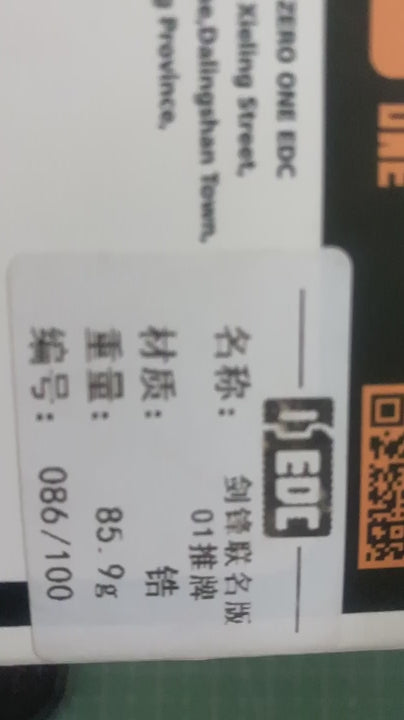 ZERO ONE EDC
Xieling Street,
Dalingshan Town,
Province,
ONE
EDC
名称: 剑锋联名版
01推牌
材质: 锆
重量: 85.9g
编号: 086/100